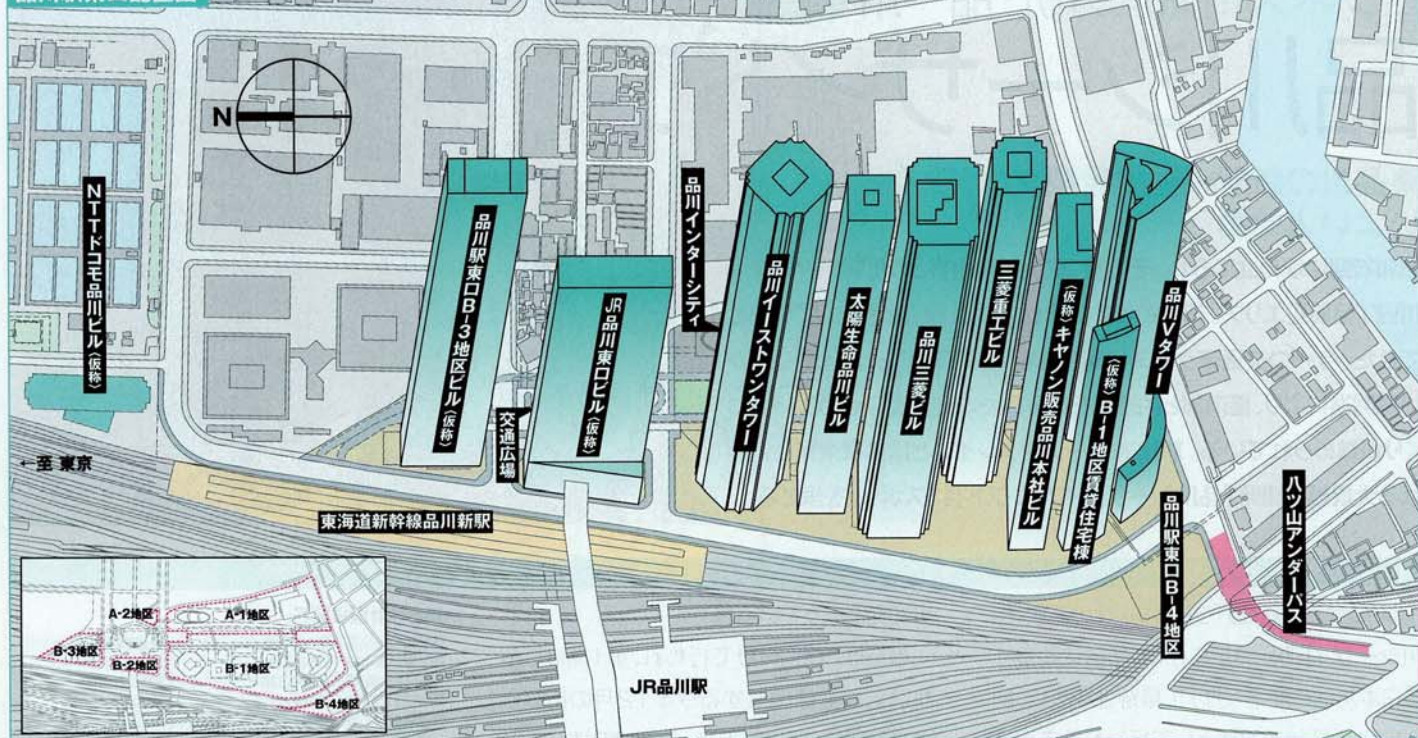 N
NTTドコモ品川ビル〈仮称〉
品川駅東口B-3地区ビル〈仮称〉
交通広場
JR品川東口ビル〈仮称〉
品川インターシティ
品川イーストワンタワー
太陽生命品川ビル
品川三菱ビル
三菱重工ビル
〈仮称〉キヤノン販売品川本社ビル
〈仮称〉B-1地区賃貸住宅棟
品川Vタワー
品川駅東口B-4地区
八ツ山アンダーパス
←至 東京
東海道新幹線品川新駅
JR品川駅
A-2地区
A-1地区
B-3地区
B-2地区
B-1地区
B-4地区